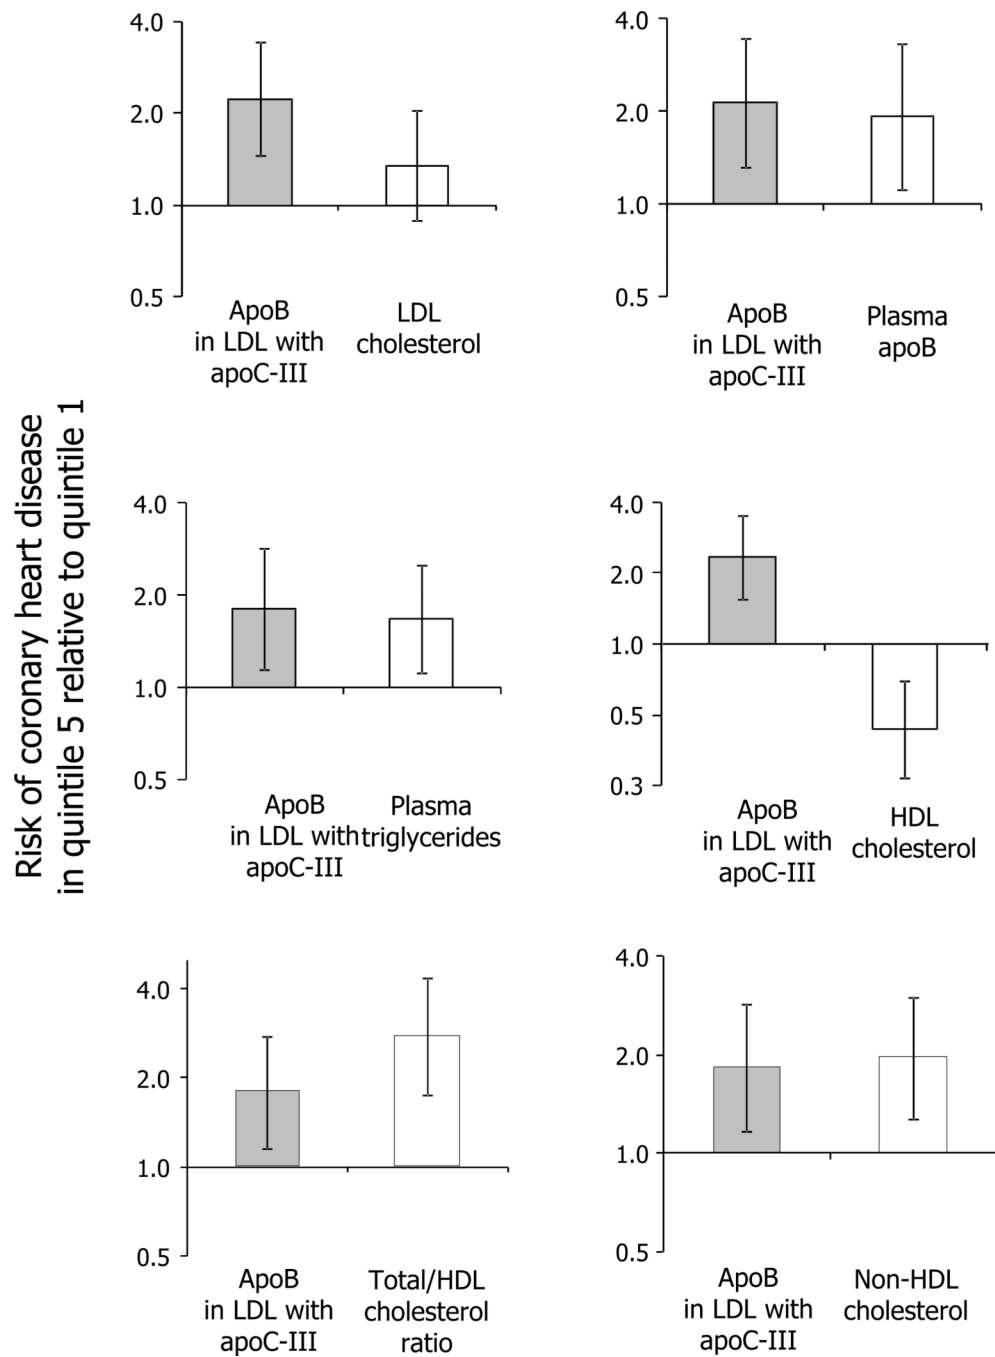 Risk of coronary heart disease
in quintile 5 relative to quintile 1
4.0
2.0
1.0
0.5
ApoB
in LDL with
apoC-III
LDL
cholesterol
4.0
2.0
1.0
0.5
ApoB
in LDL with
apoC-III
Plasma
apoB
4.0
2.0
1.0
0.5
ApoB
in LDL with
apoC-III
Plasma
triglycerides
4.0
2.0
1.0
0.5
0.3
ApoB
in LDL with
apoC-III
HDL
cholesterol
4.0
2.0
1.0
0.5
ApoB
in LDL with
apoC-III
Total/HDL
cholesterol
ratio
4.0
2.0
1.0
0.5
ApoB
in LDL with
apoC-III
Non-HDL
cholesterol